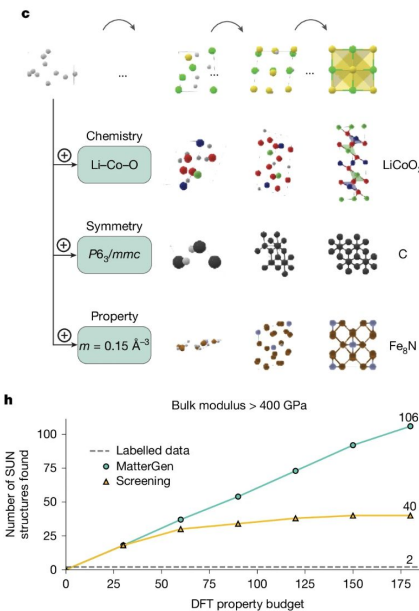 c
... ... ...
Chemistry
Li–Co–O
LiCoO₂
Symmetry
P6₃/mmc
C
Property
m = 0.15 Å⁻³
Fe₈N
h
Bulk modulus > 400 GPa
Number of SUN
structures found
100
75
50
25
0
Labelled data
MatterGen
Screening
106
40
2
0 25 50 75 100 125 150 175
DFT property budget